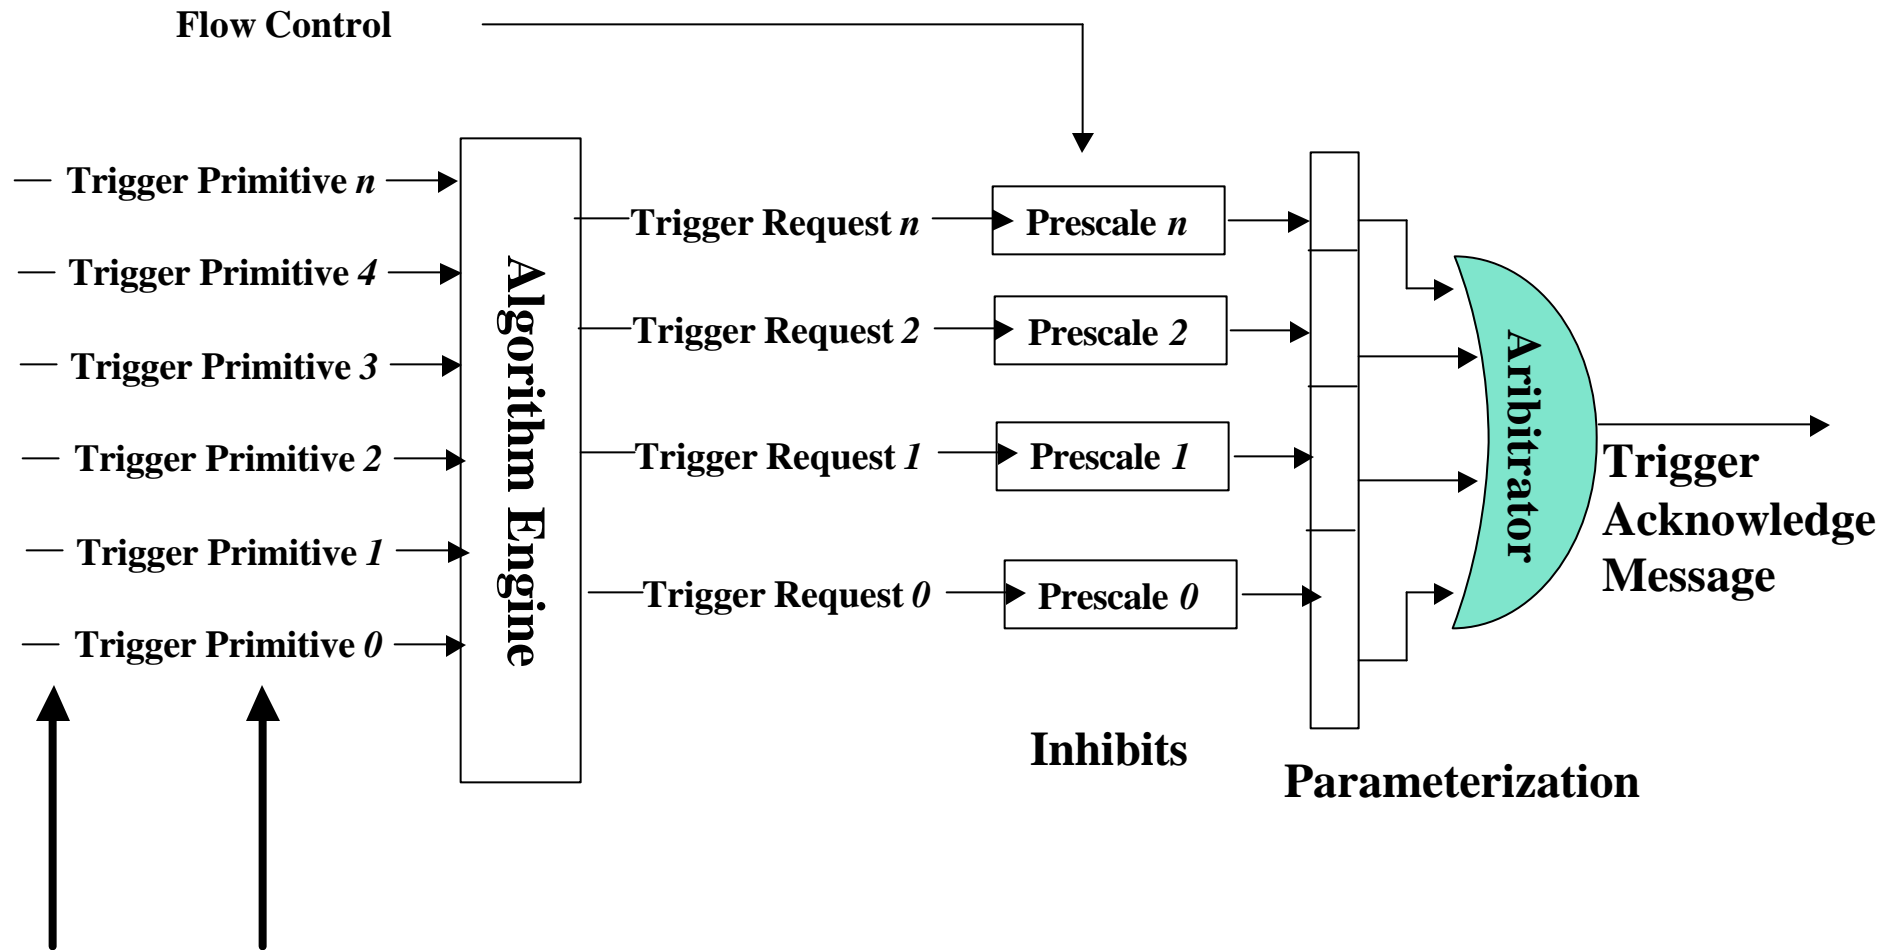 Flow Control
Trigger Primitive n
Trigger Primitive 4
Trigger Primitive 3
Trigger Primitive 2
Trigger Primitive 1
Trigger Primitive 0
Algorithm Engine
Trigger Request n
Trigger Request 2
Trigger Request 1
Trigger Request 0
Prescale n
Prescale 2
Prescale 1
Prescale 0
Inhibits
Parameterization
Aribitrator
Trigger
Acknowledge
Message